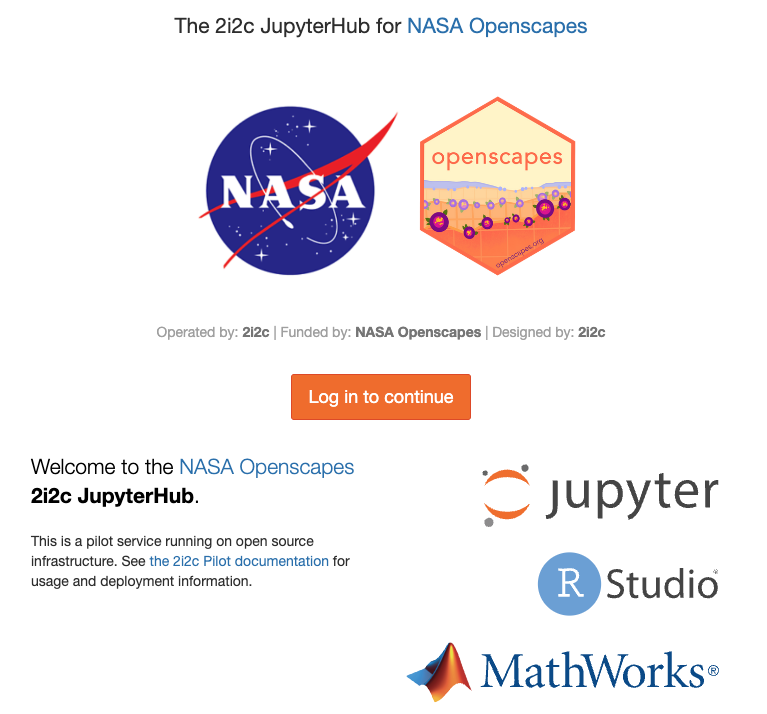 The 2i2c JupyterHub for NASA Openscapes
NASA
openscapes
openscapes.org
Operated by: 2i2c | Funded by: NASA Openscapes | Designed by: 2i2c
Log in to continue
Welcome to the NASA Openscapes
2i2c JupyterHub.
This is a pilot service running on open source
infrastructure. See the 2i2c Pilot documentation for
usage and deployment information.
jupyter
R Studio®
MathWorks®